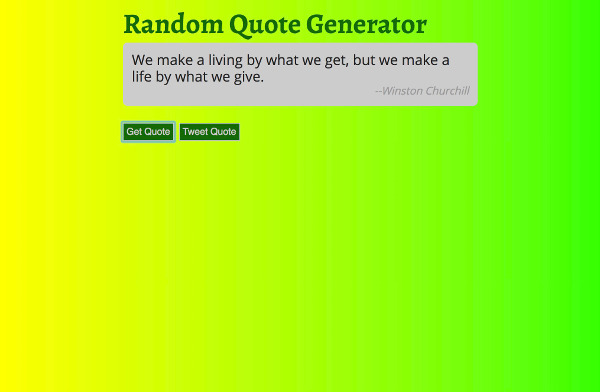 Random Quote Generator
We make a living by what we get, but we make a
life by what we give.
--Winston Churchill
Get Quote Tweet Quote